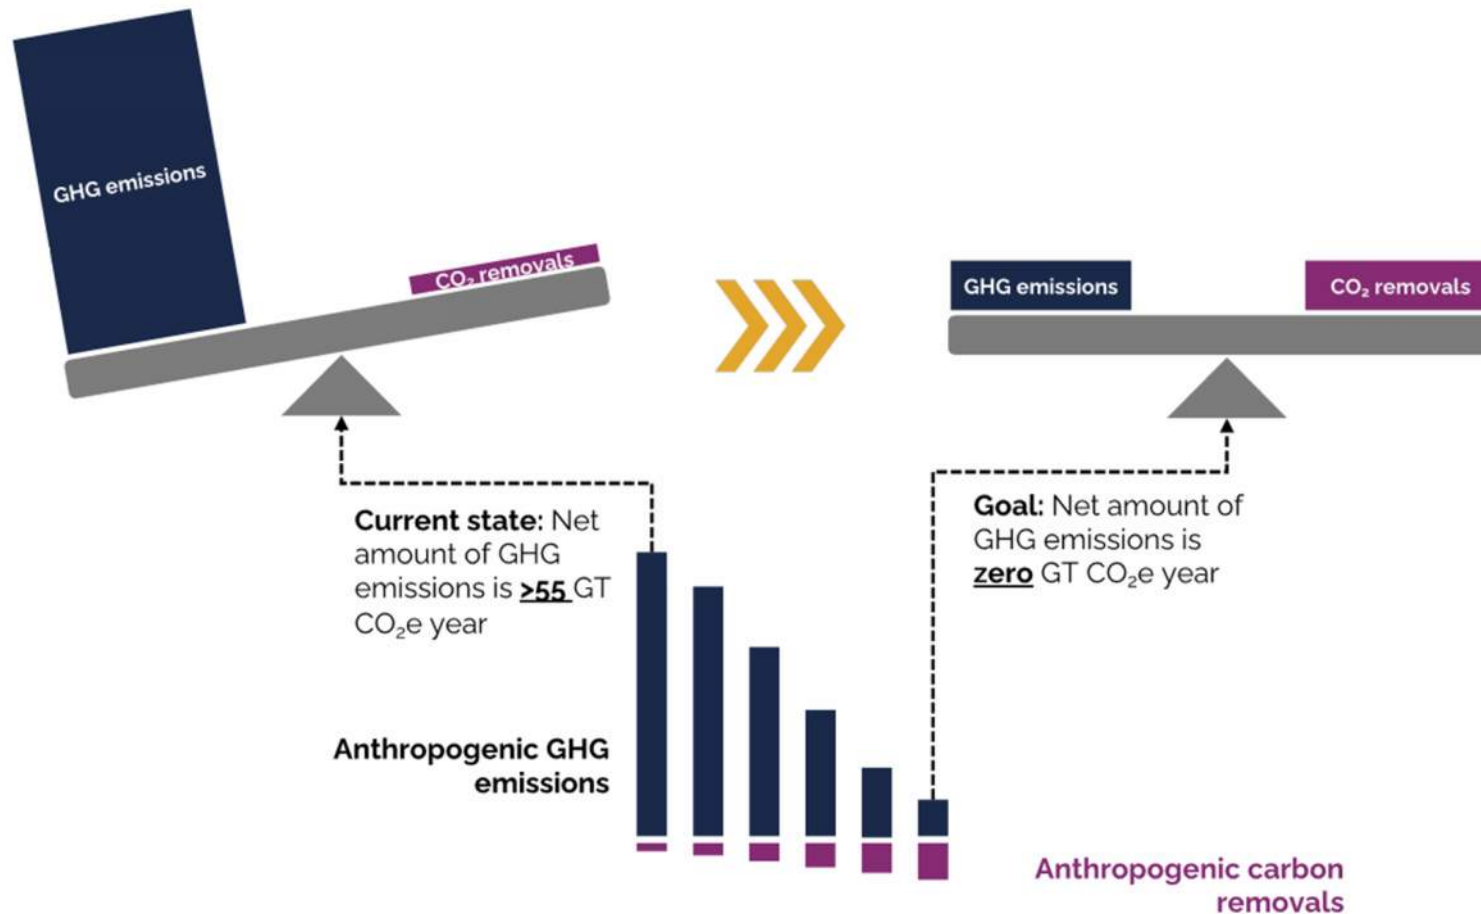 GHG emissions
CO₂ removals
GHG emissions
CO₂ removals
Current state: Net
amount of GHG
emissions is >55 GT
CO₂e year
Goal: Net amount of
GHG emissions is
zero GT CO₂e year
Anthropogenic GHG
emissions
Anthropogenic carbon
removals